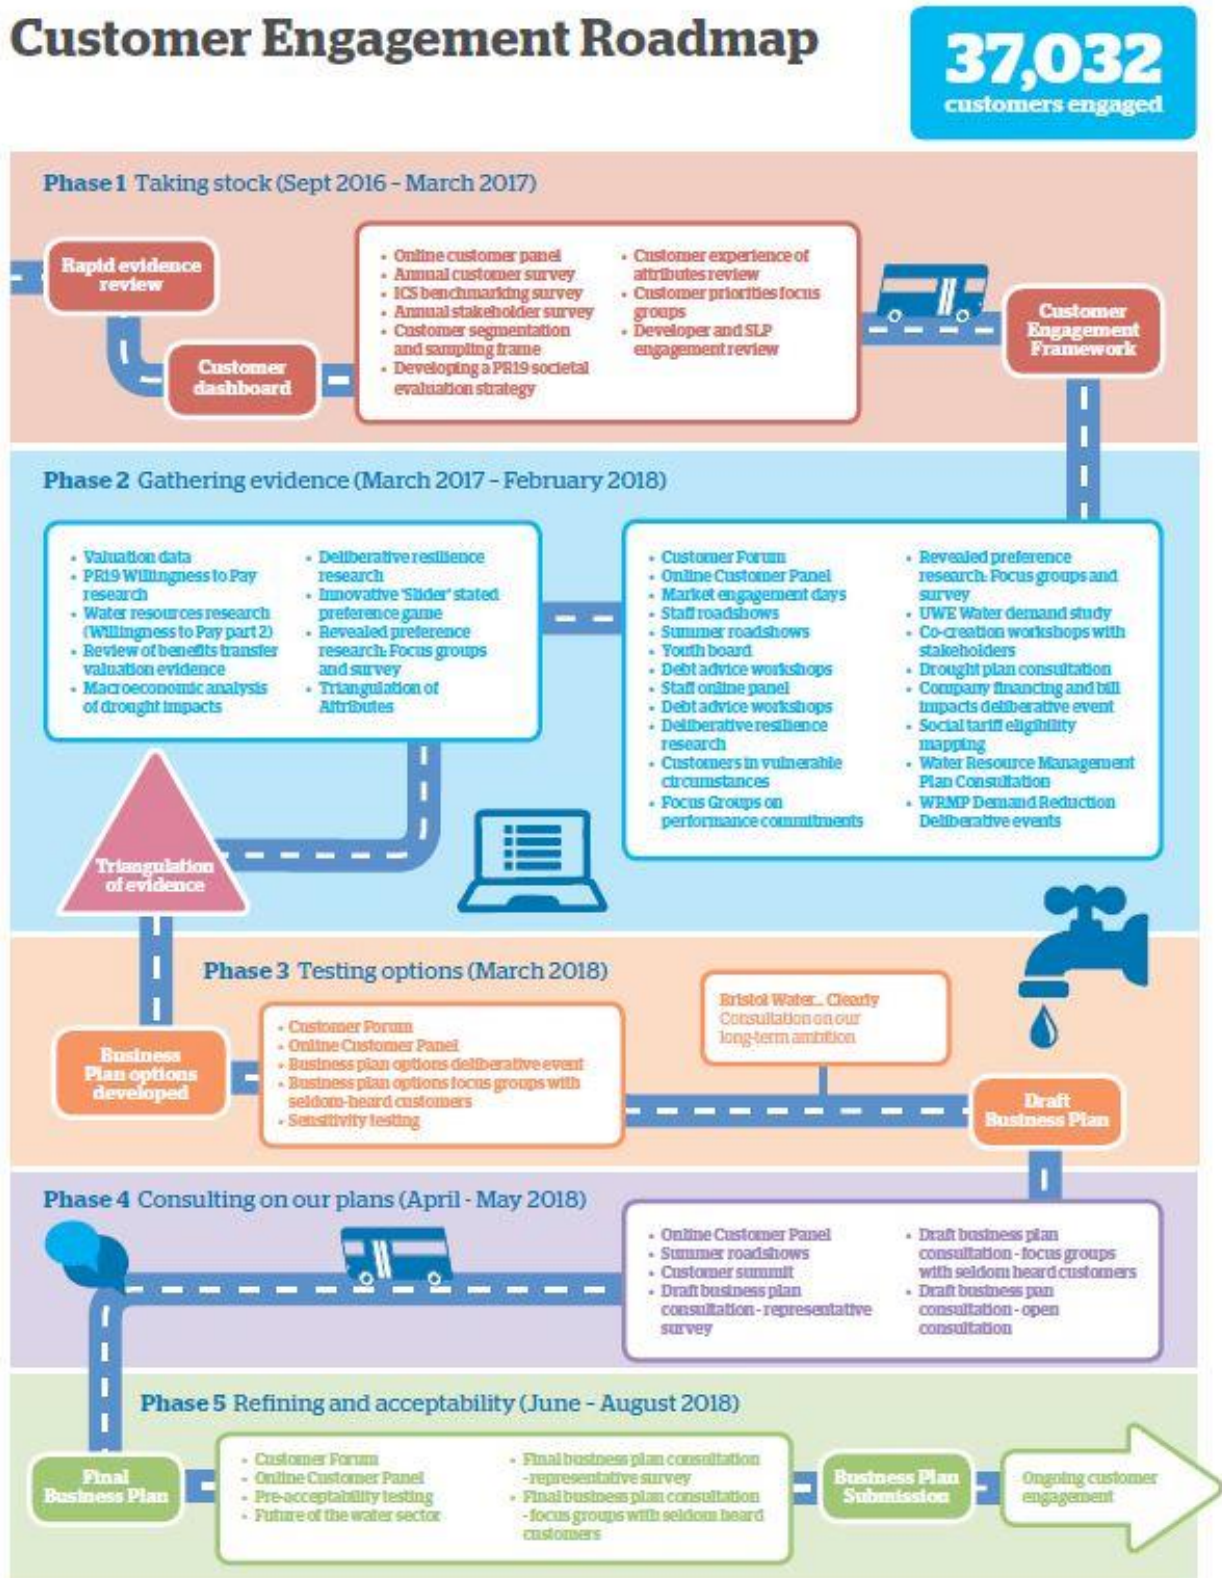 Customer Engagement Roadmap
37,032
customers engaged
Phase 1 Taking stock (Sept 2016 - March 2017)
Rapid evidence
review
Customer
dashboard
• Online customer panel
• Annual customer survey
• ICS benchmarking survey
• Annual stakeholder survey
• Customer segmentation
and sampling frame
• Developing a PR19 societal
evaluation strategy
• Customer experience of
attributes review
• Customer priorities focus
groups
• Developer and SLP
engagement review
Customer
Engagement
Framework
Phase 2 Gathering evidence (March 2017 - February 2018)
• Valuation data
• PR19 Willingness to Pay
research
• Water resources research
(Willingness to Pay part 2)
• Review of benefits transfer
valuation evidence
• Macroeconomic analysis
of drought impacts
• Deliberative resilience
research
• Innovative 'Slider' stated
preference game
• Revealed preference
research: Focus groups
and survey
• Triangulation of
Attributes
• Customer Forum
• Online Customer Panel
• Market engagement days
• Staff roadshows
• Summer roadshows
• Youth board
• Debt advice workshops
• Staff online panel
• Debt advice workshops
• Deliberative resilience
research
• Customers in vulnerable
circumstances
• Focus Groups on
performance commitments
• Revealed preference
research: Focus groups and
survey
• UWE Water demand study
• Co-creation workshops with
stakeholders
• Drought plan consultation
• Company financing and bill
impacts deliberative event
• Social tariff eligibility
mapping
• Water Resource Management
Plan Consultation
• WRMP Demand Reduction
Deliberative events
Triangulation
of evidence
Phase 3 Testing options (March 2018)
Business
Plan options
developed
• Customer Forum
• Online Customer Panel
• Business plan options deliberative event
• Business plan options focus groups with
seldom-heard customers
• Sensitivity testing
Bristol Water... Clearly
Consultation on our
long-term ambition
Draft
Business Plan
Phase 4 Consulting on our plans (April - May 2018)
• Online Customer Panel
• Summer roadshows
• Customer summit
• Draft business plan
consultation - representative
survey
• Draft business plan
consultation - focus groups
with seldom heard customers
• Draft business pan
consultation - open
consultation
Phase 5 Refining and acceptability (June - August 2018)
Final
Business Plan
• Customer Forum
• Online Customer Panel
• Pre-acceptability testing
• Future of the water sector
• Final business plan consultation
- representative survey
• Final business plan consultation
- focus groups with seldom heard
customers
Business Plan
Submission
Ongoing customer
engagement